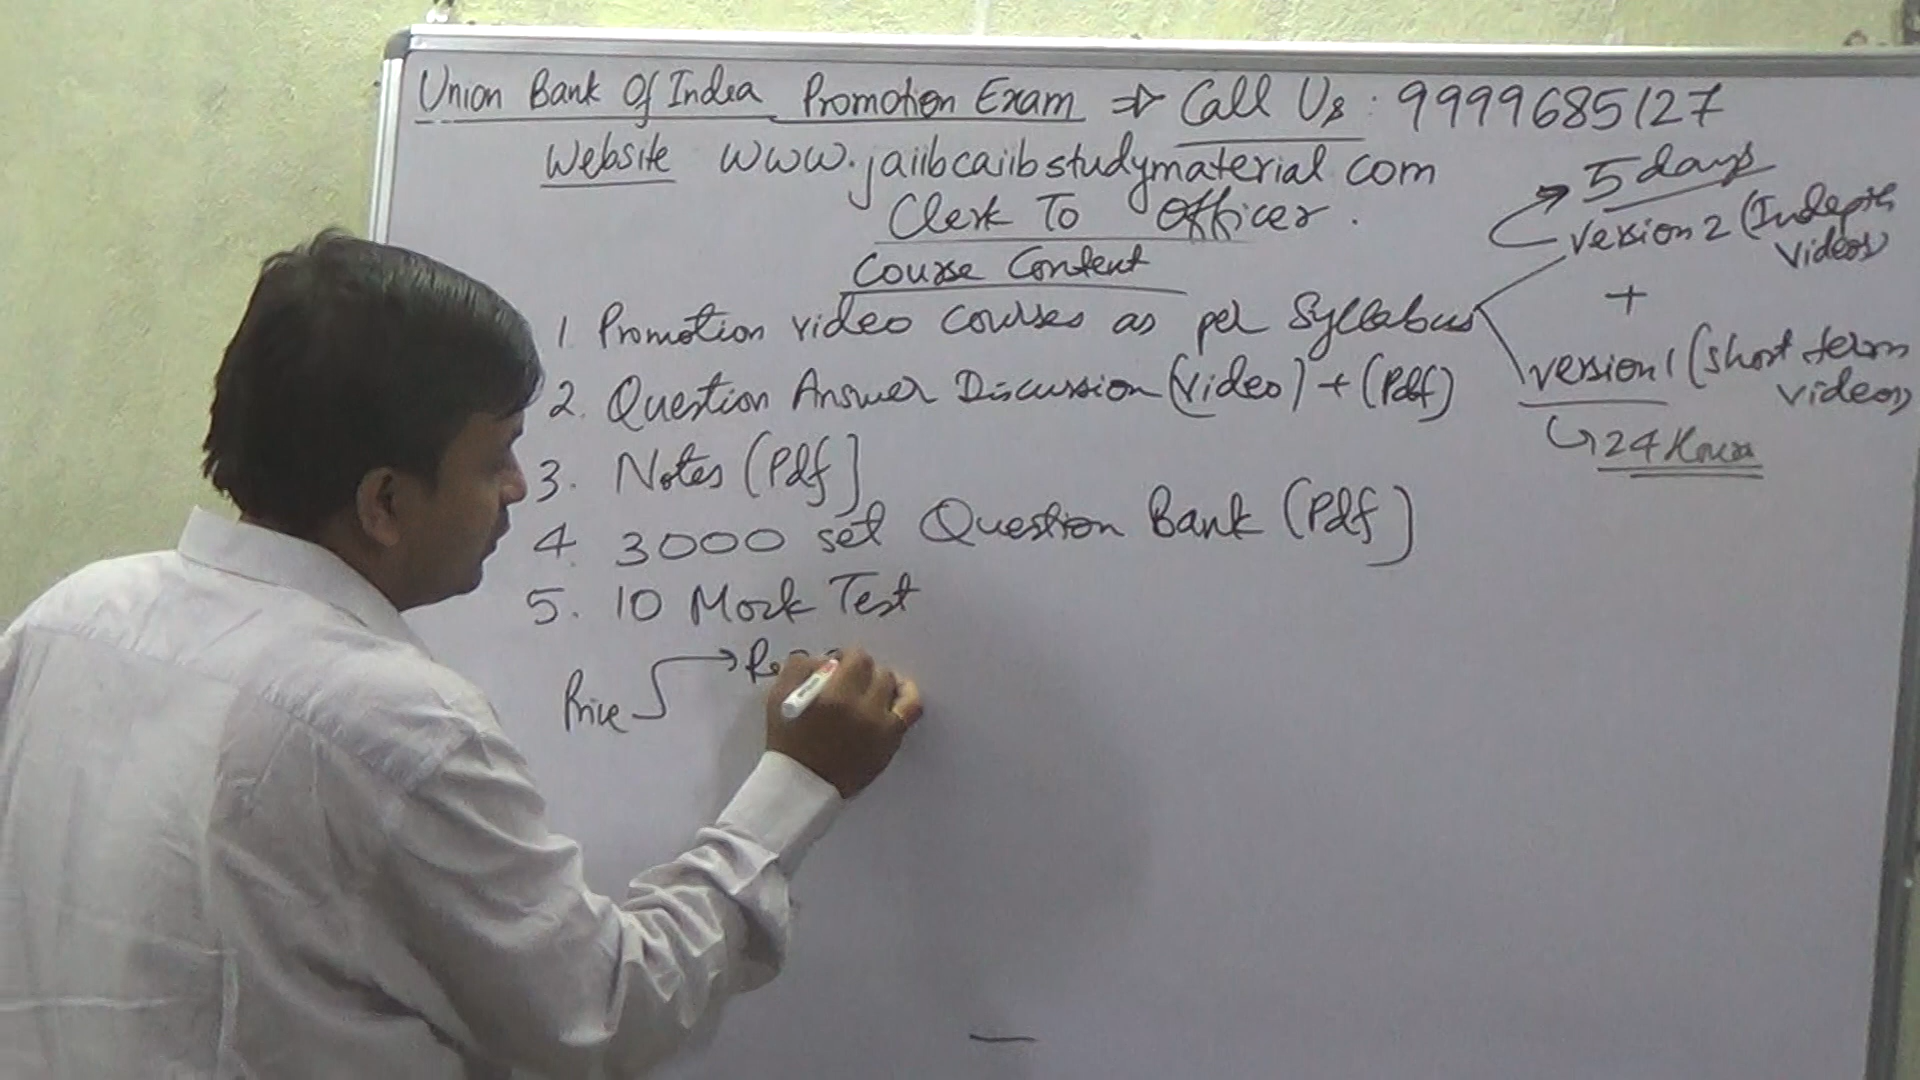 Union Bank Of India Promotion Exam ⇒ Call Us : 9999685127
Website www.jaiibcaiibstudymaterial.com
Clerk To Officer.
Course Content
5 days
Version 2 (Indepth Videos)
+
version 1 (Short term videos)
24 Hours
1. Promotion video courses as per Syllabus
2. Question Answer Discussion (Video) + (Pdf)
3. Notes (Pdf)
4. 3000 set Question Bank (Pdf)
5. 10 Mock Test
Price →